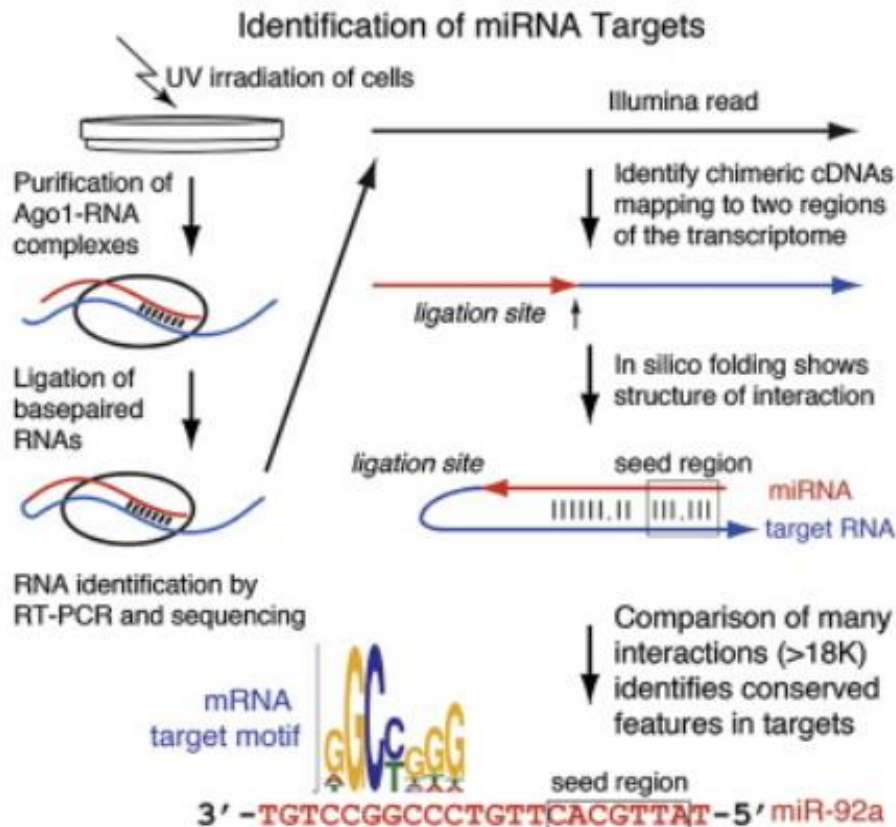 Identification of miRNA Targets
UV irradiation of cells
Illumina read
Purification of
Ago1-RNA
complexes
Identify chimeric cDNAs
mapping to two regions
of the transcriptome
ligation site
Ligation of
basepaired
RNAs
In silico folding shows
structure of interaction
ligation site
seed region
miRNA
target RNA
RNA identification by
RT-PCR and sequencing
Comparison of many
interactions (>18K)
identifies conserved
features in targets
mRNA
target motif
GGCCGGG
T
seed region
3' -TGTCCGGCCCTGTTCACGTTAT-5' miR-92a